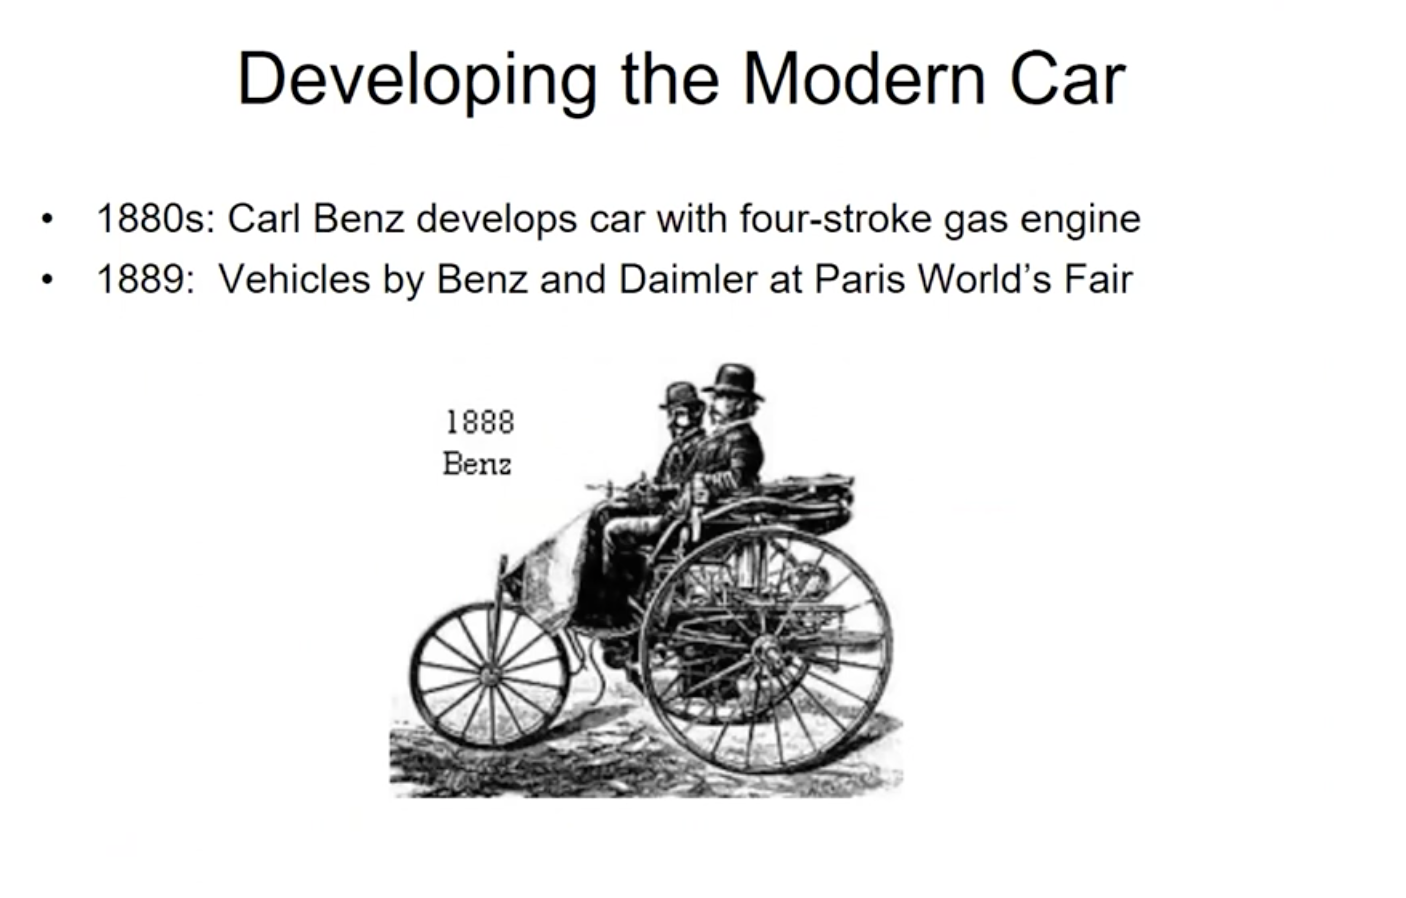 Developing the Modern Car
• 1880s: Carl Benz develops car with four-stroke gas engine
• 1889:  Vehicles by Benz and Daimler at Paris World’s Fair
1888
Benz